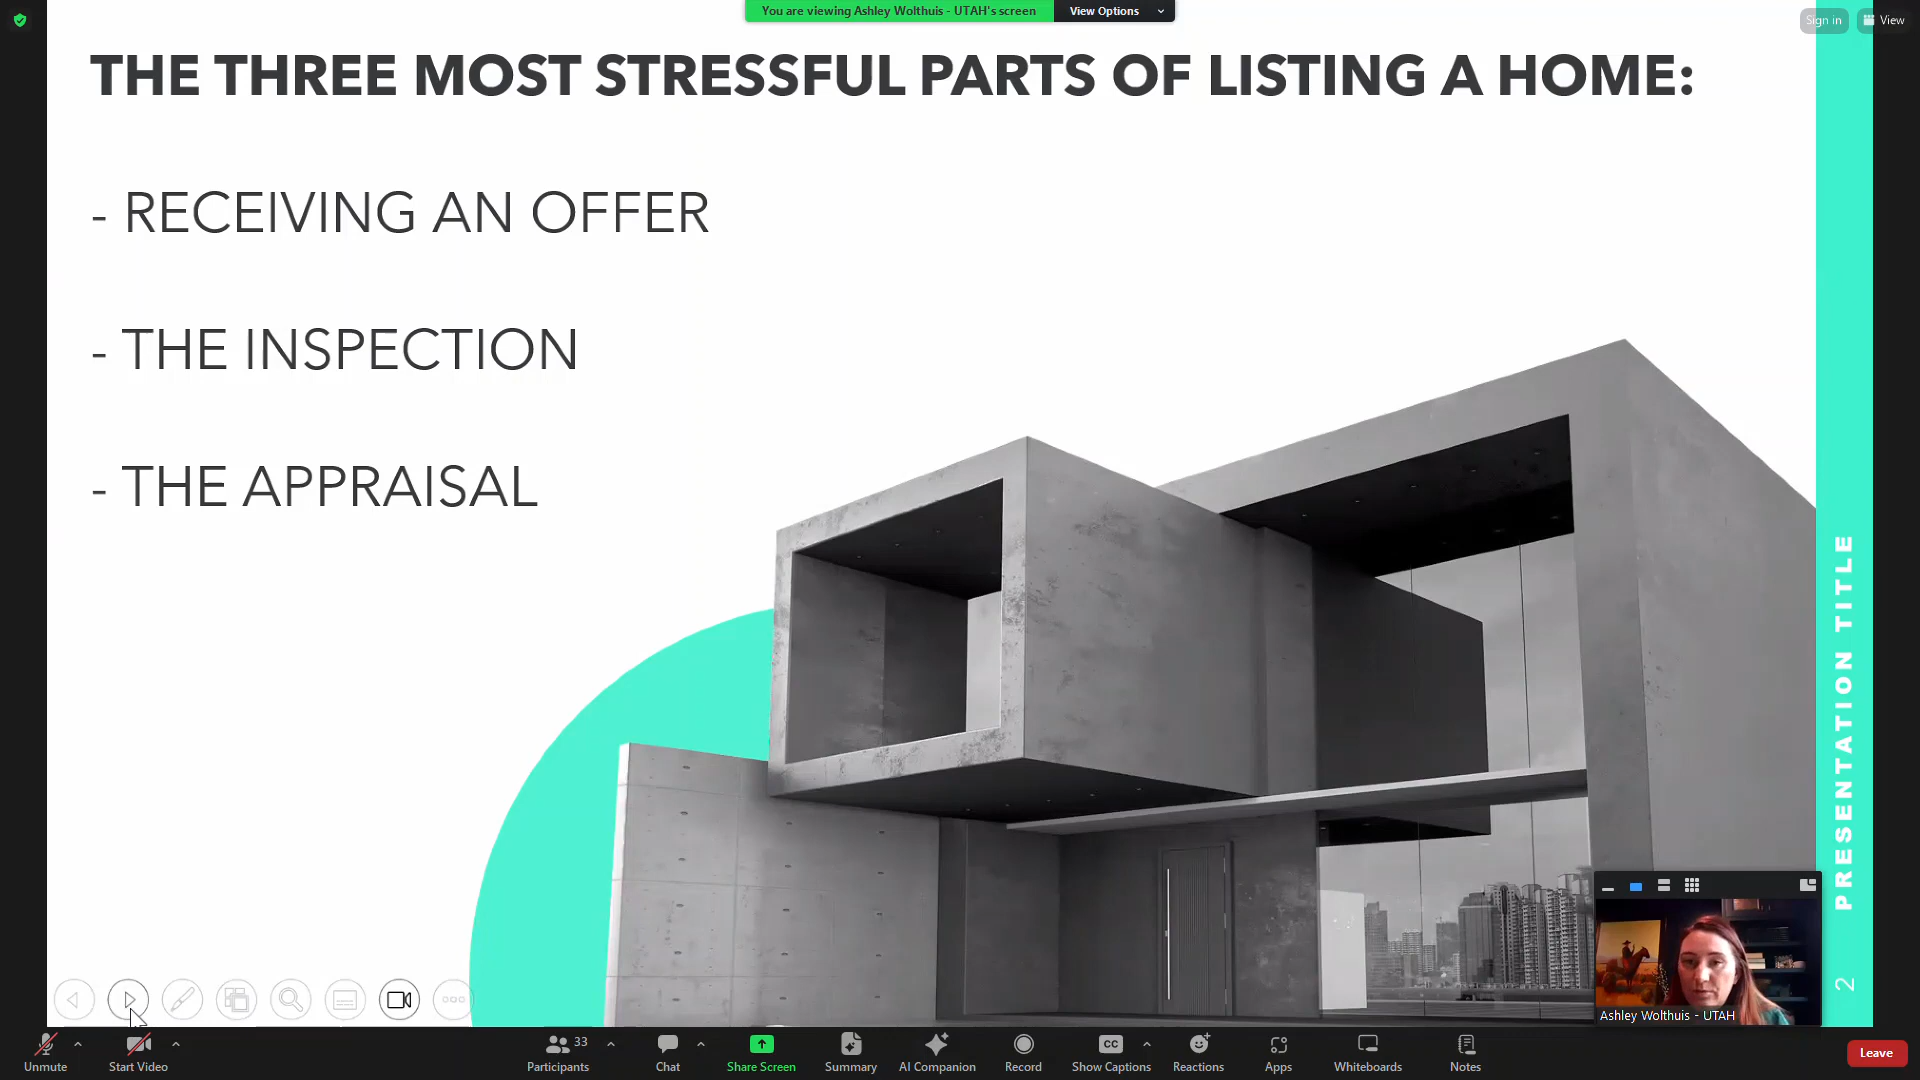 You are viewing Ashley Wolthuis - UTAH's screen
View Options
Sign in
View
THE THREE MOST STRESSFUL PARTS OF LISTING A HOME:
- RECEIVING AN OFFER
- THE INSPECTION
- THE APPRAISAL
PRESENTATION TITLE
2
Ashley Wolthuis - UTAH
Unmute
Start Video
33
Participants
Chat
Share Screen
Summary
AI Companion
Record
CC
Show Captions
Reactions
Apps
Whiteboards
Notes
Leave